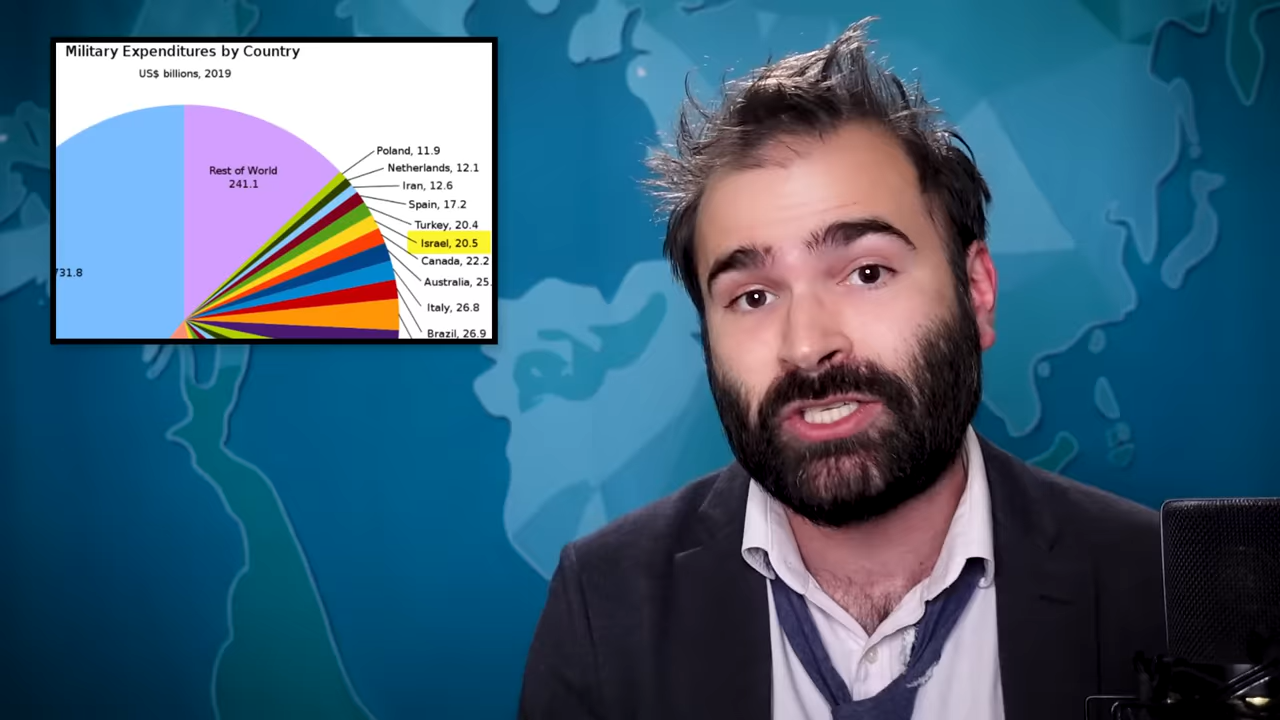 Military Expenditures by Country
US$ billions, 2019
Rest of World
241.1
Poland, 11.9
Netherlands, 12.1
Iran, 12.6
Spain, 17.2
Turkey, 20.4
Israel, 20.5
Canada, 22.2
Australia, 25.
Italy, 26.8
Brazil, 26.9
731.8